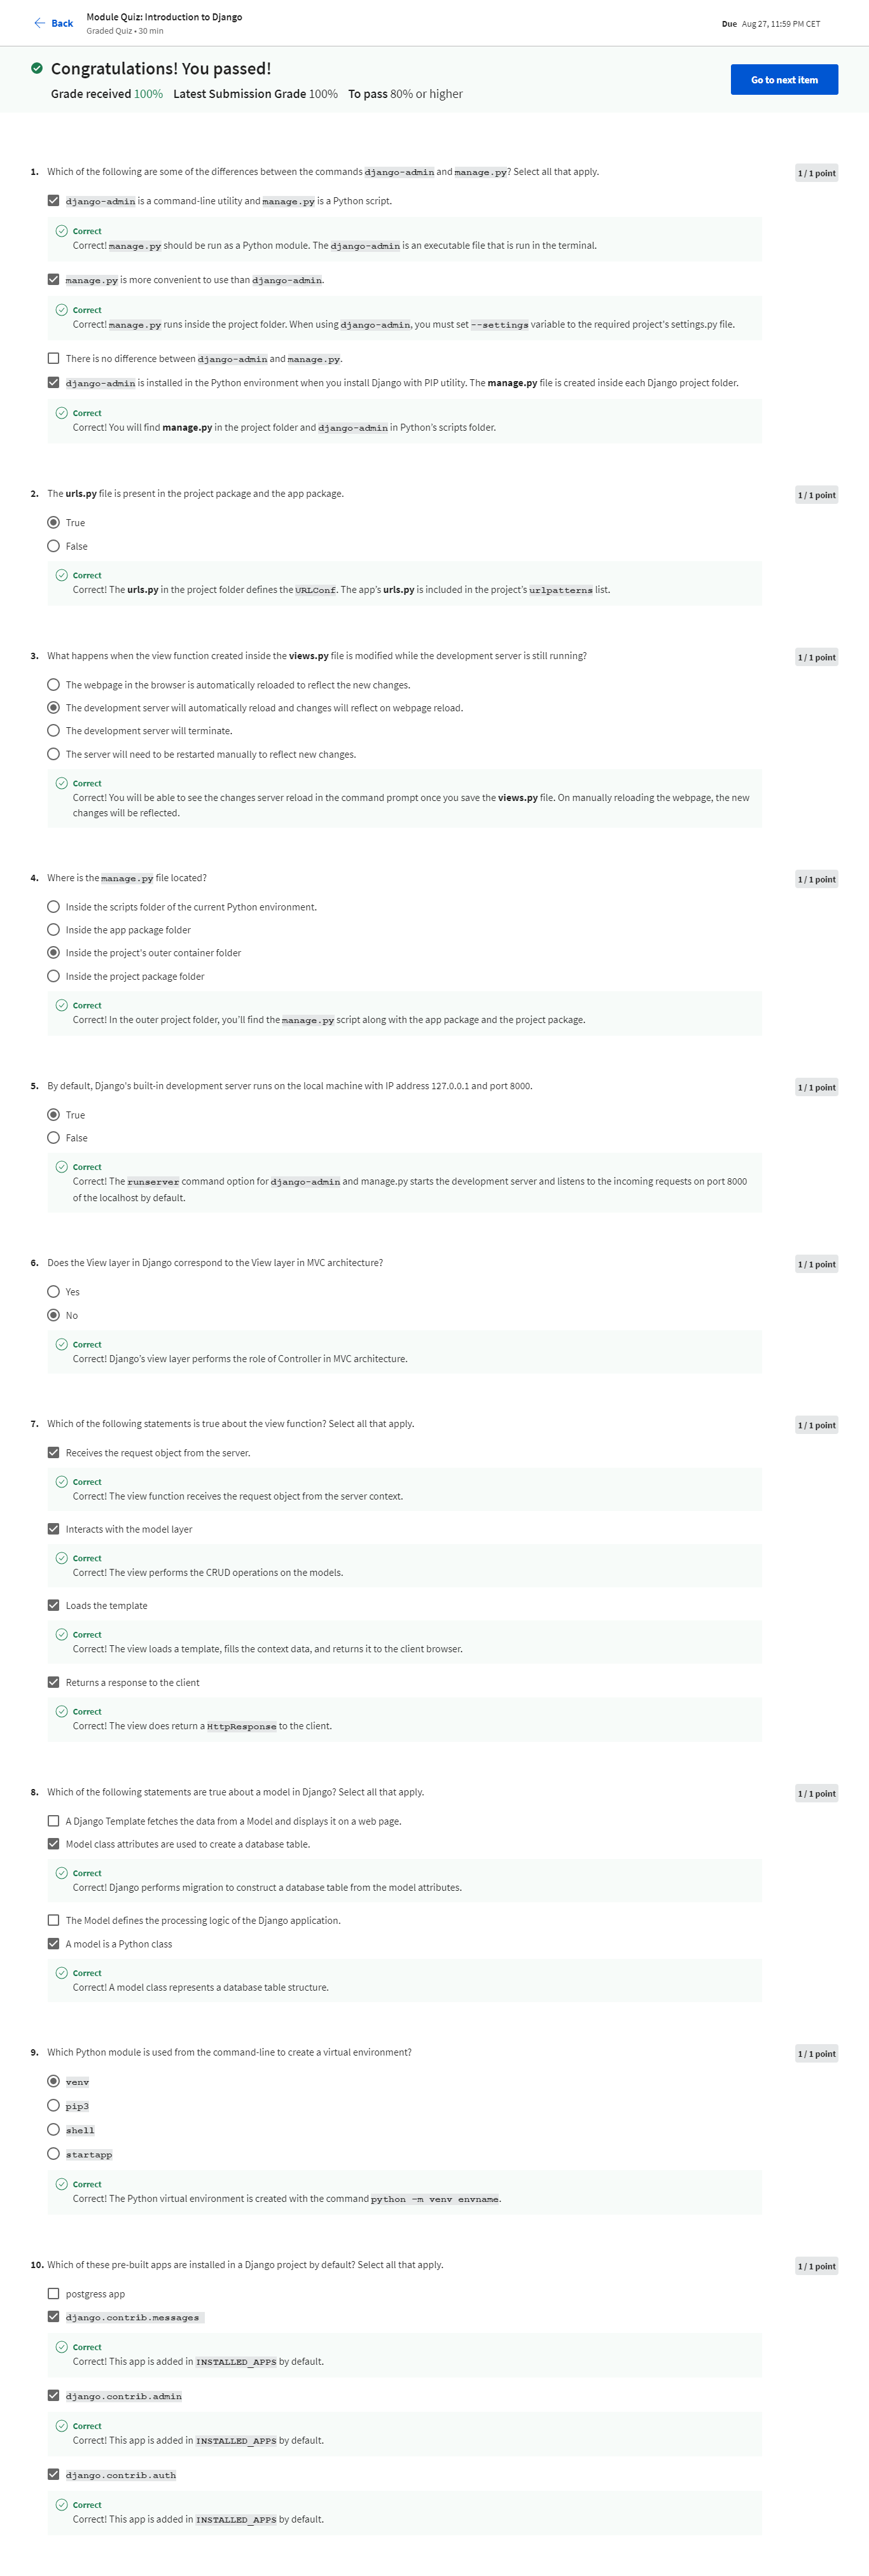 Back
Module Quiz: Introduction to Django
Graded Quiz • 30 min
Due Aug 27, 11:59 PM CET
Congratulations! You passed!
Grade received 100% Latest Submission Grade 100% To pass 80% or higher
Go to next item
1. Which of the following are some of the differences between the commands django-admin and manage.py? Select all that apply.
1 / 1 point
django-admin is a command-line utility and manage.py is a Python script.
Correct
Correct! manage.py should be run as a Python module. The django-admin is an executable file that is run in the terminal.
manage.py is more convenient to use than django-admin.
Correct
Correct! manage.py runs inside the project folder. When using django-admin, you must set --settings variable to the required project's settings.py file.
There is no difference between django-admin and manage.py.
django-admin is installed in the Python environment when you install Django with PIP utility. The manage.py file is created inside each Django project folder.
Correct
Correct! You will find manage.py in the project folder and django-admin in Python's scripts folder.
2. The urls.py file is present in the project package and the app package.
1 / 1 point
True
False
Correct
Correct! The urls.py in the project folder defines the URLConf. The app's urls.py is included in the project's urlpatterns list.
3. What happens when the view function created inside the views.py file is modified while the development server is still running?
1 / 1 point
The webpage in the browser is automatically reloaded to reflect the new changes.
The development server will automatically reload and changes will reflect on webpage reload.
The development server will terminate.
The server will need to be restarted manually to reflect new changes.
Correct
Correct! You will be able to see the changes server reload in the command prompt once you save the views.py file. On manually reloading the webpage, the new
changes will be reflected.
4. Where is the manage.py file located?
1 / 1 point
Inside the scripts folder of the current Python environment.
Inside the app package folder
Inside the project's outer container folder
Inside the project package folder
Correct
Correct! In the outer project folder, you'll find the manage.py script along with the app package and the project package.
5. By default, Django's built-in development server runs on the local machine with IP address 127.0.0.1 and port 8000.
1 / 1 point
True
False
Correct
Correct! The runserver command option for django-admin and manage.py starts the development server and listens to the incoming requests on port 8000
of the localhost by default.
6. Does the View layer in Django correspond to the View layer in MVC architecture?
1 / 1 point
Yes
No
Correct
Correct! Django's view layer performs the role of Controller in MVC architecture.
7. Which of the following statements is true about the view function? Select all that apply.
1 / 1 point
Receives the request object from the server.
Correct
Correct! The view function receives the request object from the server context.
Interacts with the model layer
Correct
Correct! The view performs the CRUD operations on the models.
Loads the template
Correct
Correct! The view loads a template, fills the context data, and returns it to the client browser.
Returns a response to the client
Correct
Correct! The view does return a HttpResponse to the client.
8. Which of the following statements are true about a model in Django? Select all that apply.
1 / 1 point
A Django Template fetches the data from a Model and displays it on a web page.
Model class attributes are used to create a database table.
Correct
Correct! Django performs migration to construct a database table from the model attributes.
The Model defines the processing logic of the Django application.
A model is a Python class
Correct
Correct! A model class represents a database table structure.
9. Which Python module is used from the command-line to create a virtual environment?
1 / 1 point
venv
pip3
shell
startapp
Correct
Correct! The Python virtual environment is created with the command python -m venv envname.
10. Which of these pre-built apps are installed in a Django project by default? Select all that apply.
1 / 1 point
postgress app
django.contrib.messages
Correct
Correct! This app is added in INSTALLED_APPS by default.
django.contrib.admin
Correct
Correct! This app is added in INSTALLED_APPS by default.
django.contrib.auth
Correct
Correct! This app is added in INSTALLED_APPS by default.